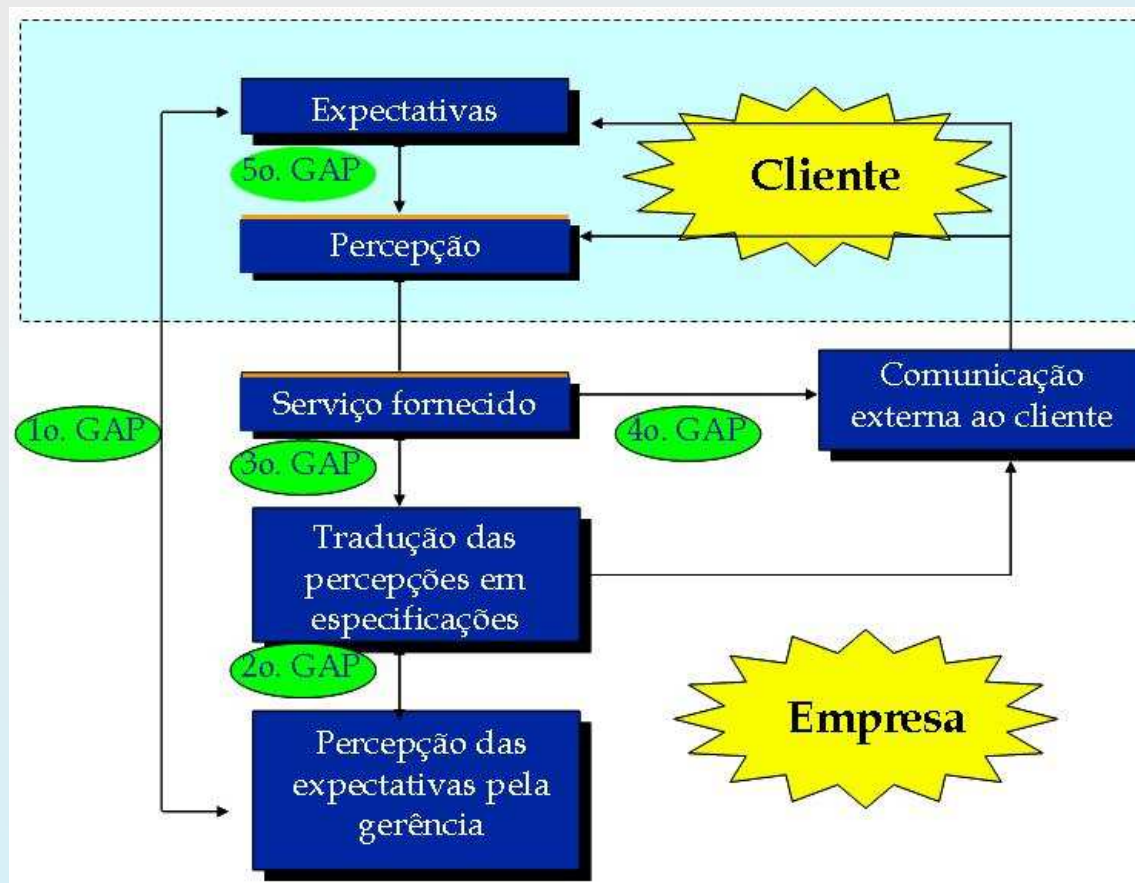 Expectativas
5o. GAP
Cliente
Percepção
Serviço fornecido
Comunicação
externa ao cliente
1o. GAP
3o. GAP
4o. GAP
Tradução das
percepções em
especificações
2o. GAP
Empresa
Percepção das
expectativas pela
gerência